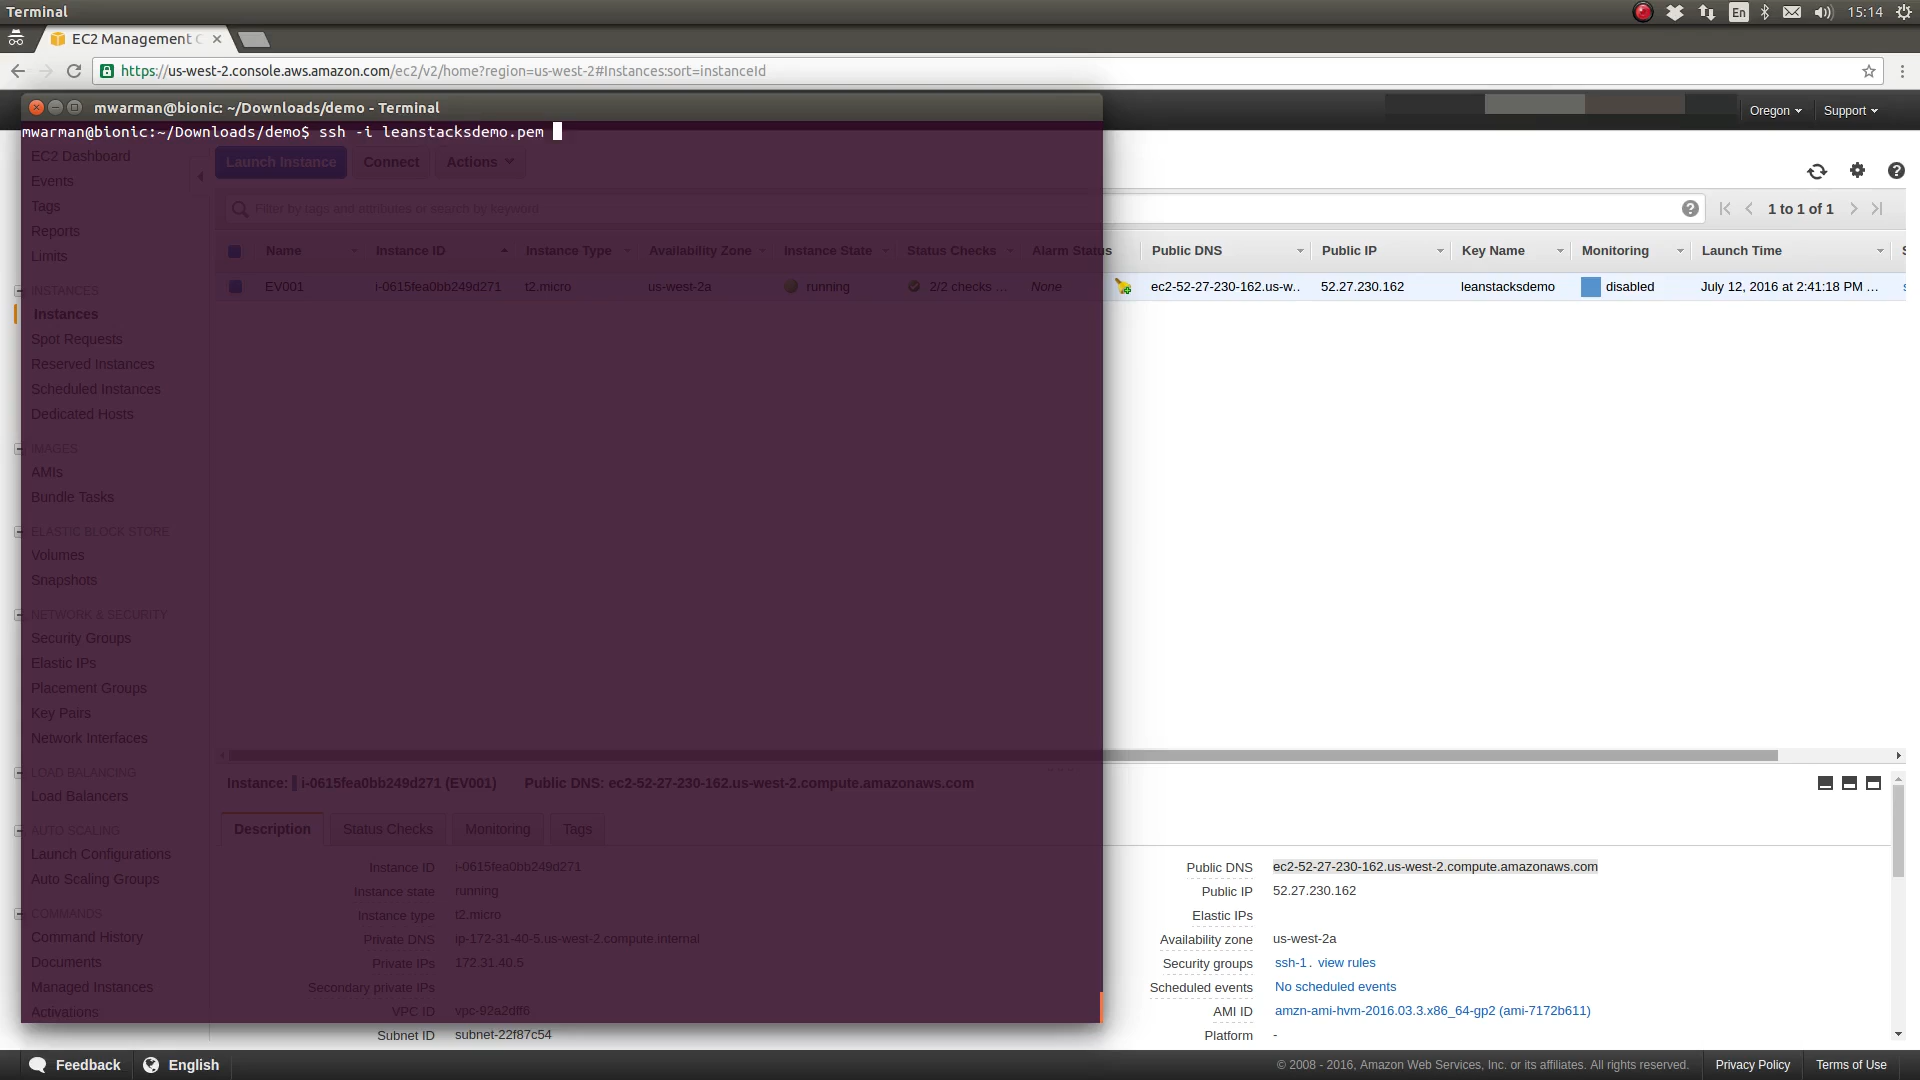 Terminal
En
15:14
EC2 Management C
https://us-west-2.console.aws.amazon.com/ec2/v2/home?region=us-west-2#Instances:sort=instanceId
mwarman@bionic: ~/Downloads/demo - Terminal
Oregon
Support
mwarman@bionic:~/Downloads/demo$ ssh -i leanstacksdemo.pem
EC2 Dashboard
Events
Tags
Reports
Limits
INSTANCES
Instances
Spot Requests
Reserved Instances
Scheduled Instances
Dedicated Hosts
IMAGES
AMIs
Bundle Tasks
ELASTIC BLOCK STORE
Volumes
Snapshots
NETWORK & SECURITY
Security Groups
Elastic IPs
Placement Groups
Key Pairs
Network Interfaces
LOAD BALANCING
Load Balancers
AUTO SCALING
Launch Configurations
Auto Scaling Groups
COMMANDS
Command History
Documents
Managed Instances
Activations
Launch Instance Connect Actions
Filter by tags and attributes or search by keyword
1 to 1 of 1
Name Instance ID Instance Type Availability Zone Instance State Status Checks Alarm Status Public DNS Public IP Key Name Monitoring Launch Time
EV001 i-0615fea0bb249d271 t2.micro us-west-2a running 2/2 checks ... None ec2-52-27-230-162.us-w.. 52.27.230.162 leanstacksdemo disabled July 12, 2016 at 2:41:18 PM ...
Instance: i-0615fea0bb249d271 (EV001) Public DNS: ec2-52-27-230-162.us-west-2.compute.amazonaws.com
Description Status Checks Monitoring Tags
Instance ID i-0615fea0bb249d271
Instance state running
Instance type t2.micro
Private DNS ip-172-31-40-5.us-west-2.compute.internal
Private IPs 172.31.40.5
Secondary private IPs
VPC ID vpc-92a2dff6
Subnet ID subnet-22f87c54
Public DNS ec2-52-27-230-162.us-west-2.compute.amazonaws.com
Public IP 52.27.230.162
Elastic IPs
Availability zone us-west-2a
Security groups ssh-1. view rules
Scheduled events No scheduled events
AMI ID amzn-ami-hvm-2016.03.3.x86_64-gp2 (ami-7172b611)
Platform -
Feedback English
© 2008 - 2016, Amazon Web Services, Inc. or its affiliates. All rights reserved. Privacy Policy Terms of Use